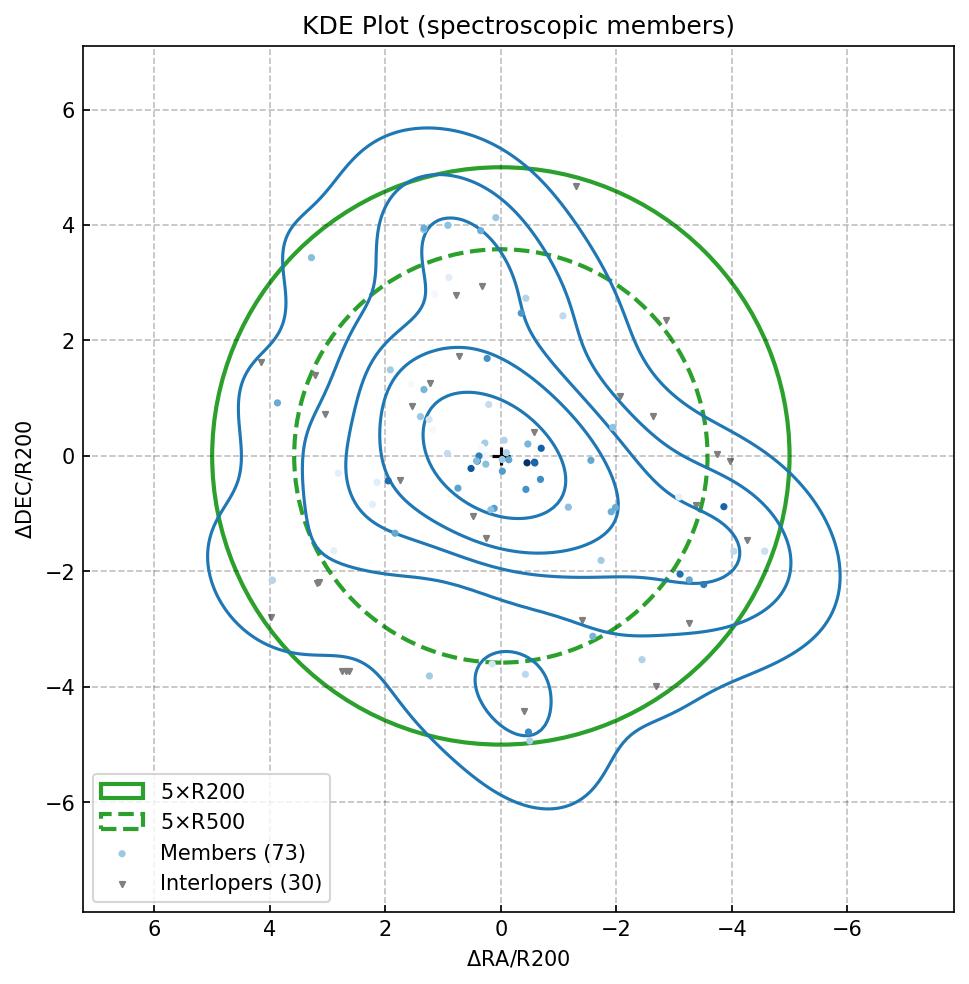 KDE Plot (spectroscopic members)
6
4
2
0
−2
−4
−6
ΔDEC/R200
5×R200
5×R500
Members (73)
Interlopers (30)
6
4
2
0
−2
−4
−6
ΔRA/R200